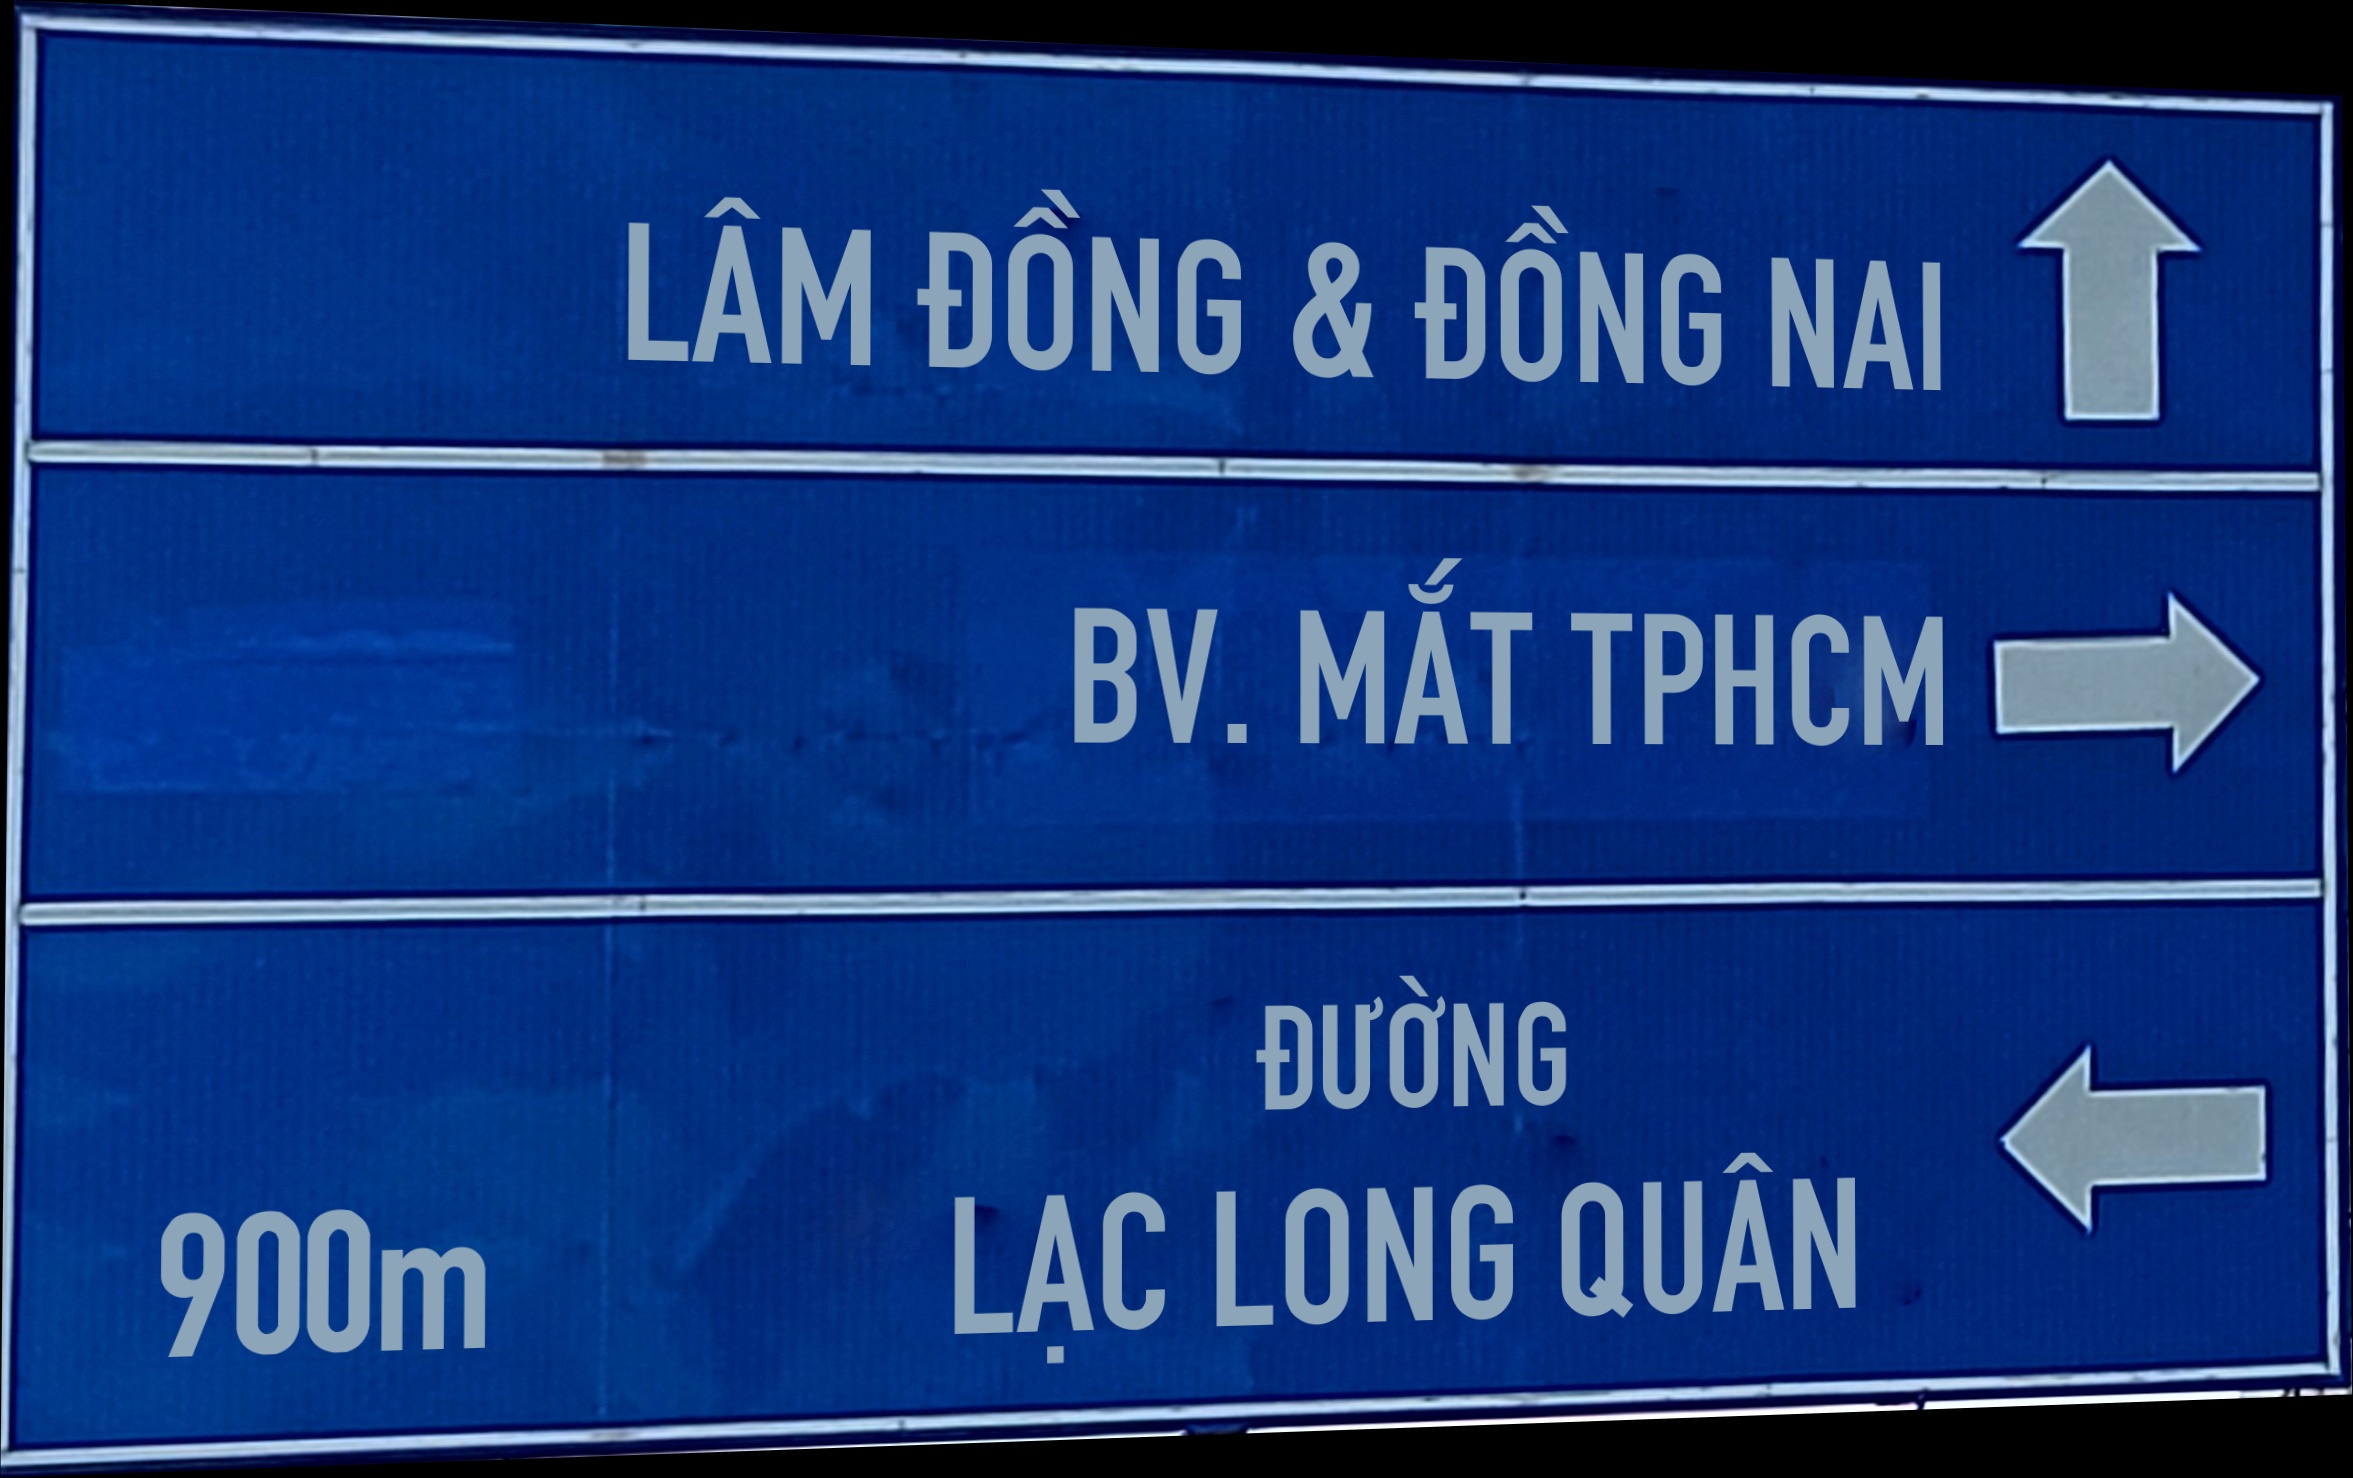 LÂM ĐỒNG & ĐỒNG NAI
BV. MẮT TPHCM
ĐƯỜNG
LẠC LONG QUÂN
900m